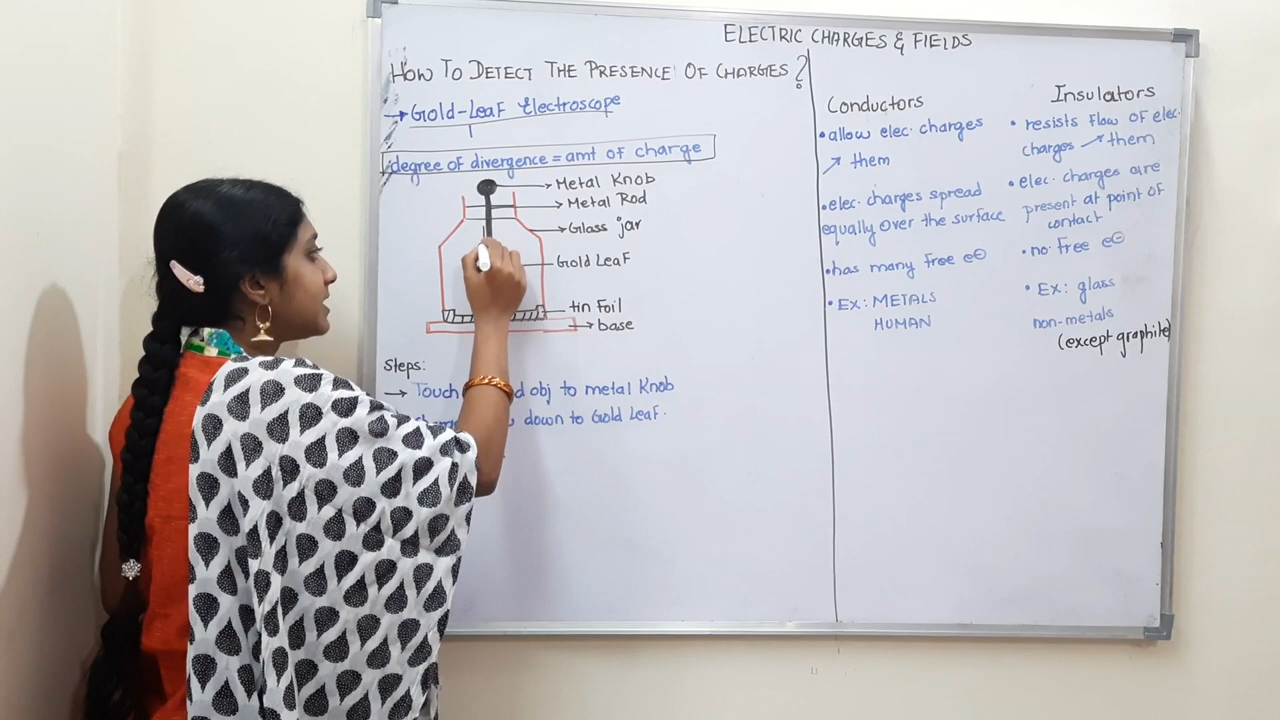 ELECTRIC CHARGES & FIELDS
HOW TO DETECT THE PRESENCE OF CHARGES?
→ Gold-Leaf Electroscope
degree of divergence = amt of charge
→ Metal Knob
→ Metal Rod
→ Glass jar
Gold Leaf
tin Foil
→ base
Steps:
→ Touch d obj to metal Knob
down to Gold Leaf.
Conductors
• allow elec. charges
↗ them
• elec. charges spread
equally over the surface
• has many free e⊖
• Ex: METALS
HUMAN
Insulators
• resists flow of elec.
charges ↗ them
• elec. charges are
present at point of
contact
• no free e⊖
• Ex: glass
non-metals
(except graphite)